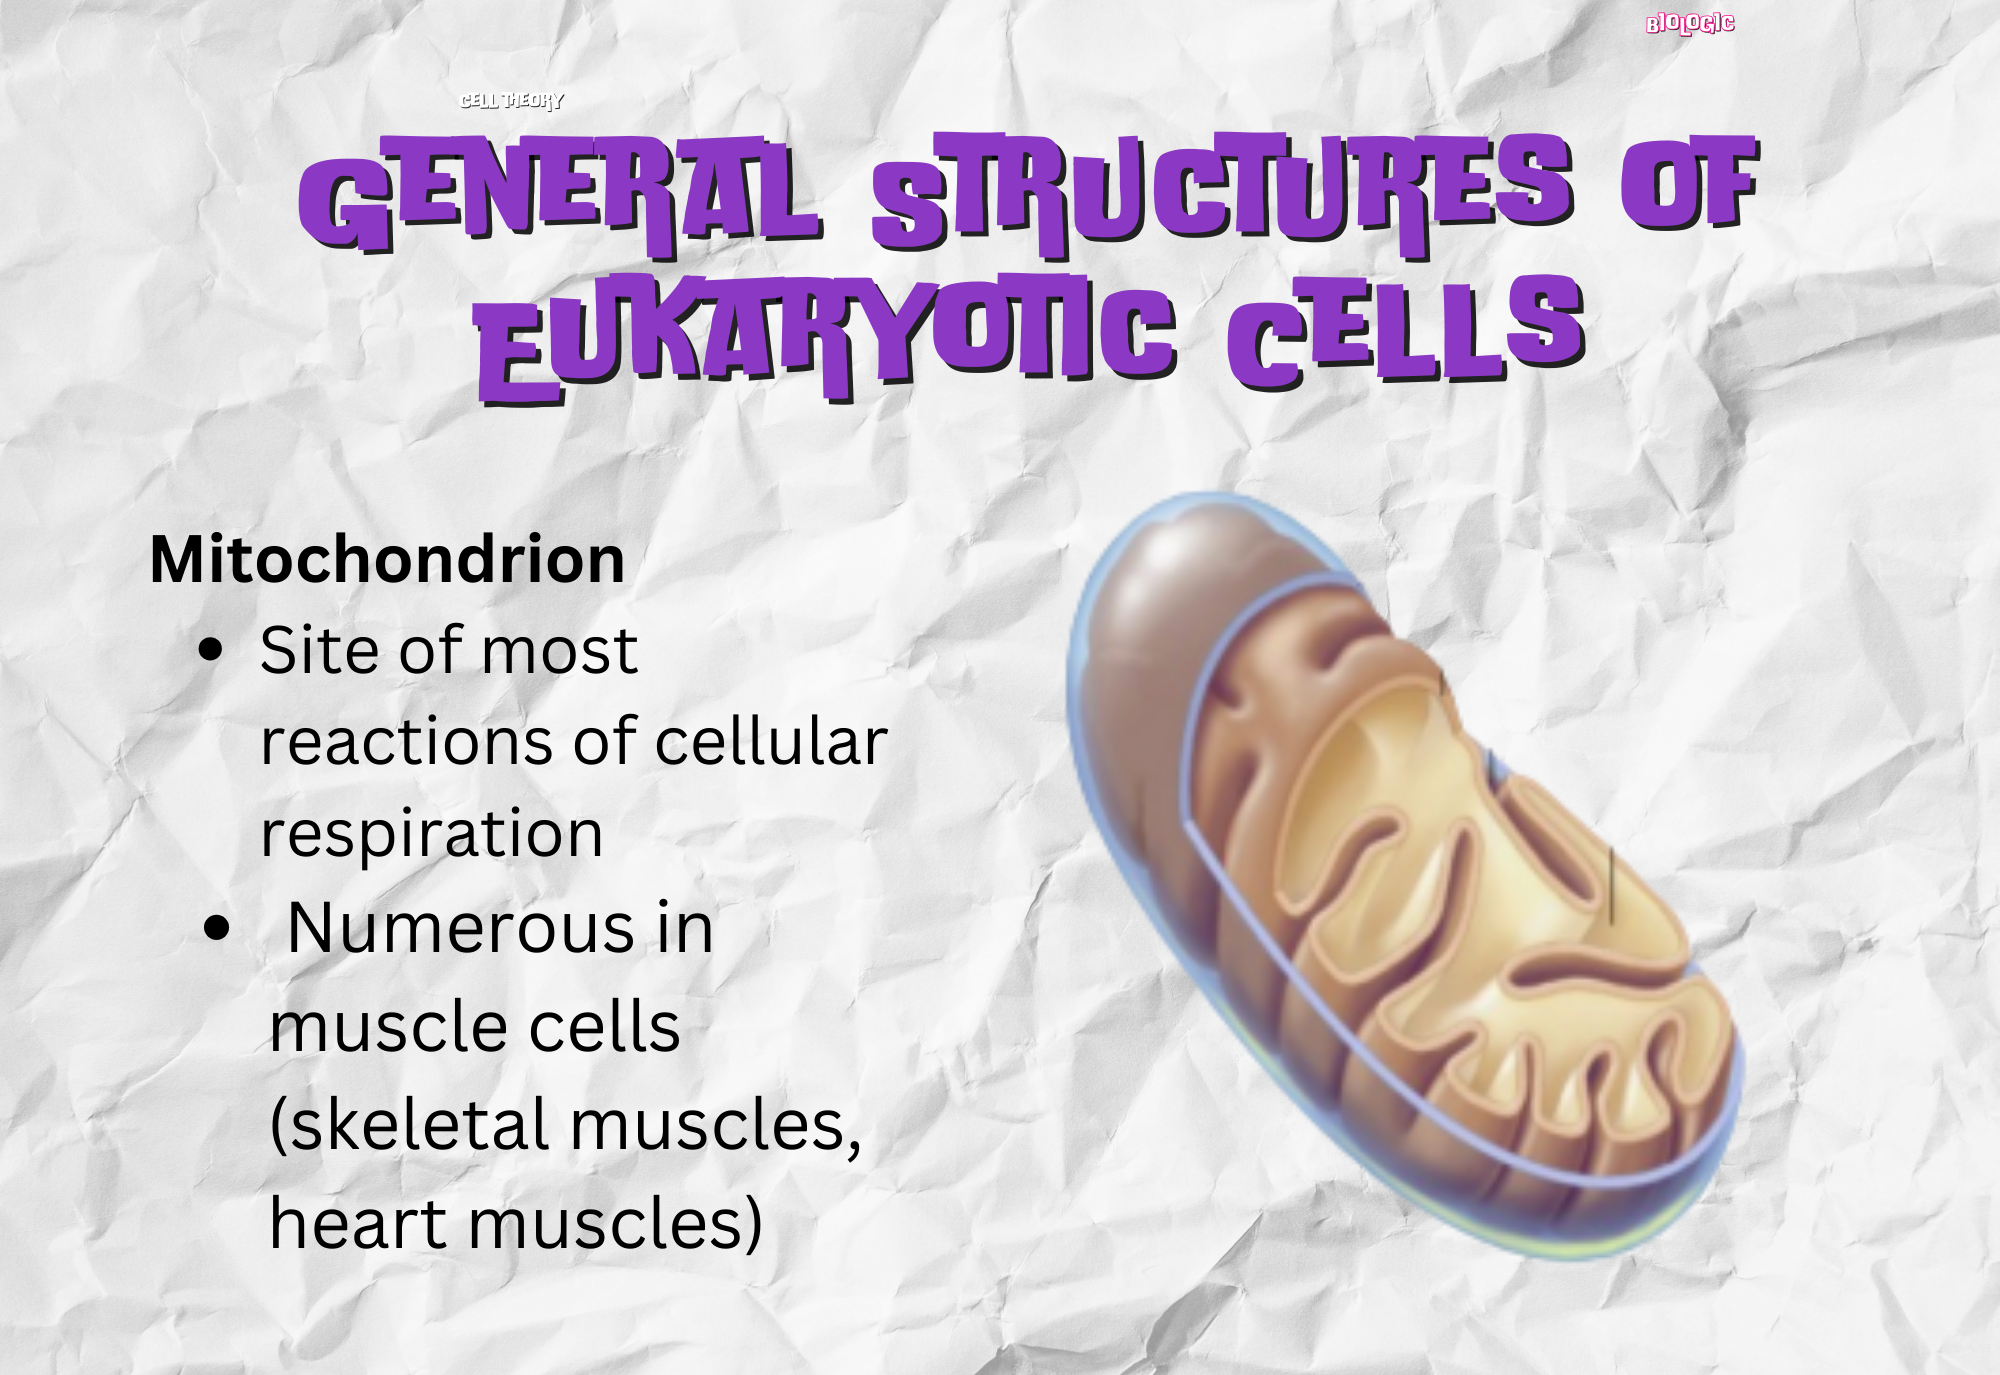 BIOLOGIC
CELL THEORY
GENERAL STRUCTURES OF
EUKARYOTIC CELLS
Mitochondrion
• Site of most
reactions of cellular
respiration
• Numerous in
muscle cells
(skeletal muscles,
heart muscles)